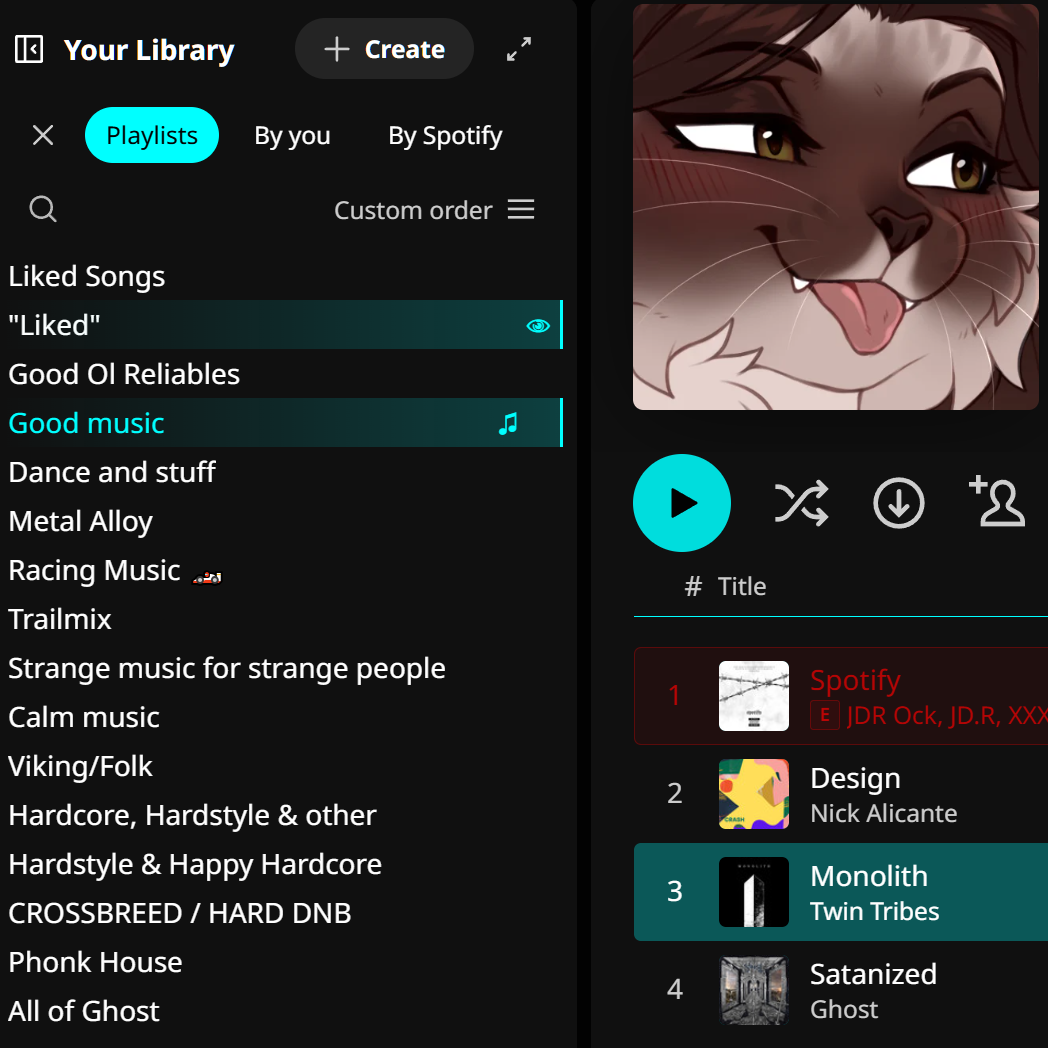 Your Library
Create
Playlists
By you
By Spotify
Custom order
Liked Songs
"Liked"
Good Ol Reliables
Good music
Dance and stuff
Metal Alloy
Racing Music 🏎️
Trailmix
Strange music for strange people
Calm music
Viking/Folk
Hardcore, Hardstyle & other
Hardstyle & Happy Hardcore
CROSSBREED / HARD DNB
Phonk House
All of Ghost
# Title
1
Spotify
E JDR Ock, JD.R, XXX
2
CRASH
Design
Nick Alicante
3
MONOLITH
Monolith
Twin Tribes
4
Satanized
Ghost